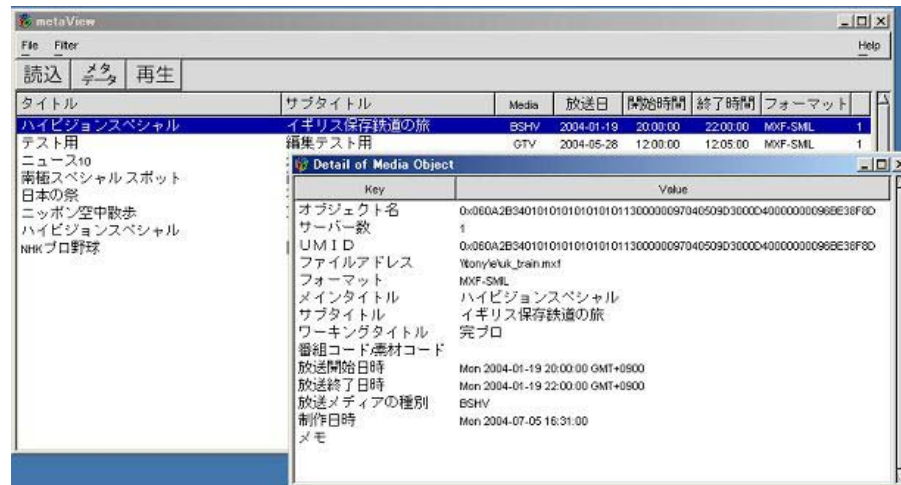 metaView
File Filter Help
読込 メタデータ 再生
タイトル サブタイトル Media 放送日 開始時間 終了時間 フォーマット
ハイビジョンスペシャル イギリス保存鉄道の旅 BSHV 2004-01-19 20:00:00 22:00:00 MXF-SMIL 1
テスト用 編集テスト用 GTV 2004-05-28 12:00:00 12:05:00 MXF-SMIL 1
ニュース10
南極スペシャル スポット
日本の祭
ニッポン空中散歩
ハイビジョンスペシャル
NHKプロ野球
Detail of Media Object
Key Value
オブジェクト名
サーバー数 1
UMID
ファイルアドレス \\tony\e\uk_train.mxf
フォーマット MXF-SMIL
メインタイトル ハイビジョンスペシャル
サブタイトル イギリス保存鉄道の旅
ワーキングタイトル 完プロ
番組コード/素材コード
放送開始日時 Mon 2004-01-19 20:00:00 GMT+0900
放送終了日時 Mon 2004-01-19 22:00:00 GMT+0900
放送メディアの種別 BSHV
制作日時 Mon 2004-07-05 16:31:00
メモ